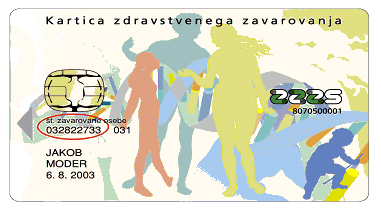 Kartica zdravstvenega zavarovanja
zzzs
8070500001
št. zavarovane osebe
032822733 031
JAKOB
MODER
6. 8. 2003